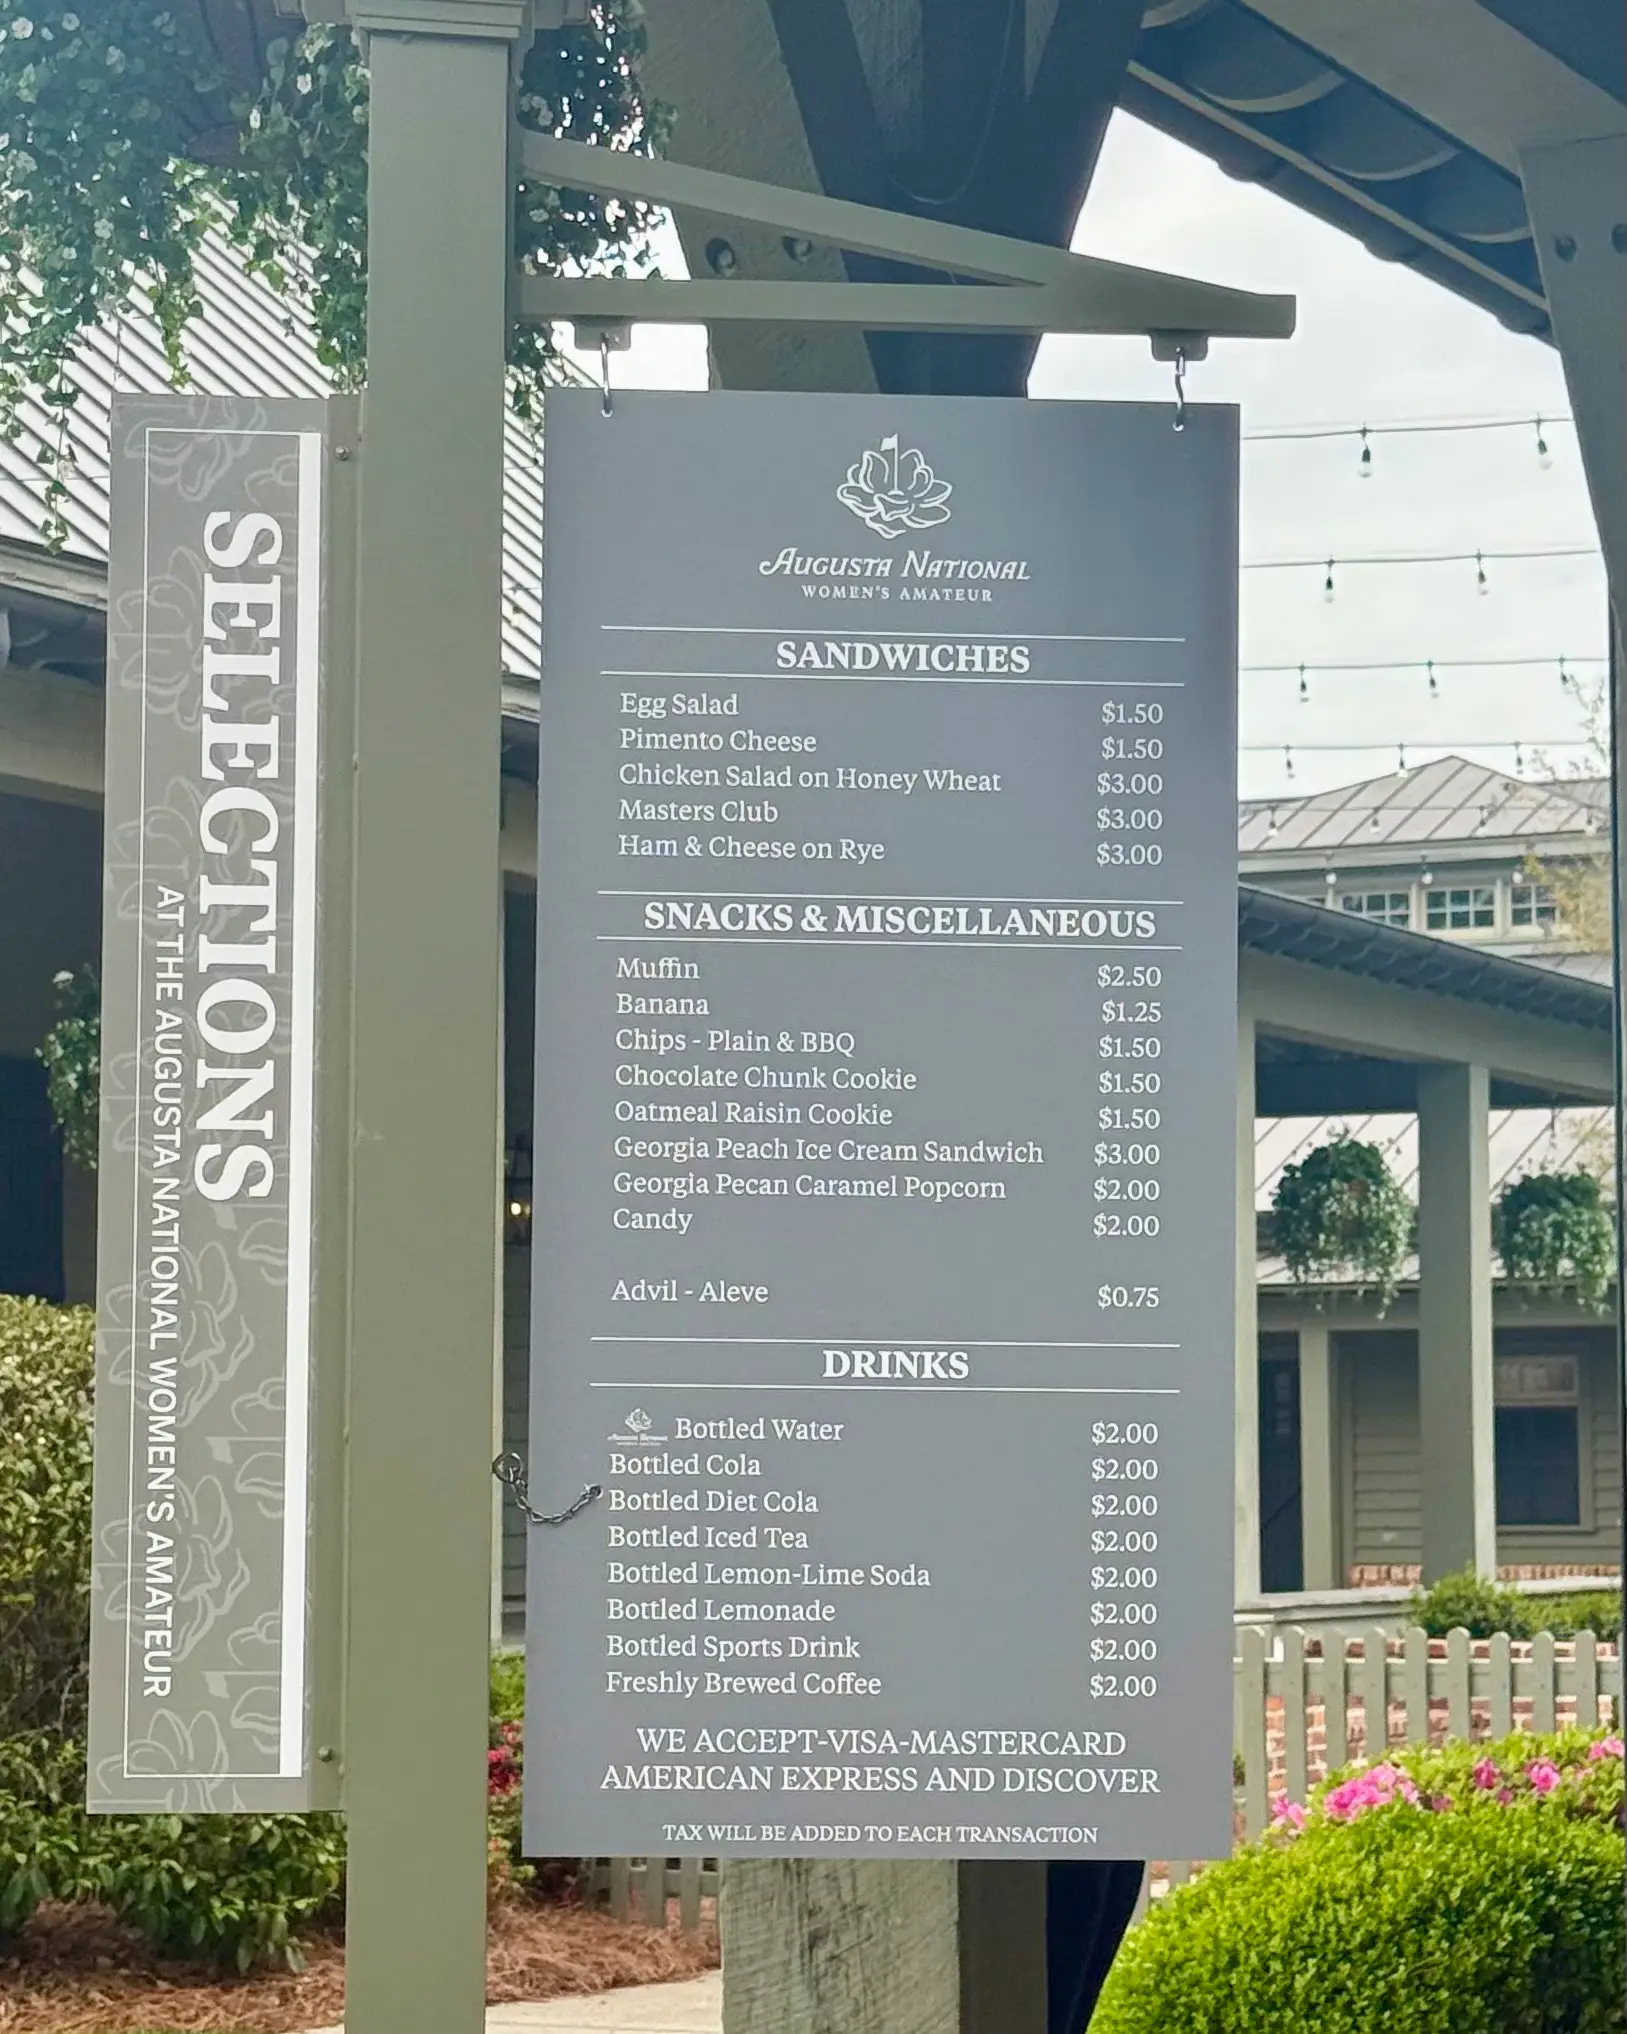 SELECTIONS
AT THE AUGUSTA NATIONAL WOMEN'S AMATEUR
AUGUSTA NATIONAL
WOMEN'S AMATEUR
SANDWICHES
Egg Salad $1.50
Pimento Cheese $1.50
Chicken Salad on Honey Wheat $3.00
Masters Club $3.00
Ham & Cheese on Rye $3.00
SNACKS & MISCELLANEOUS
Muffin $2.50
Banana $1.25
Chips - Plain & BBQ $1.50
Chocolate Chunk Cookie $1.50
Oatmeal Raisin Cookie $1.50
Georgia Peach Ice Cream Sandwich $3.00
Georgia Pecan Caramel Popcorn $2.00
Candy $2.00
Advil - Aleve $0.75
DRINKS
Bottled Water $2.00
Bottled Cola $2.00
Bottled Diet Cola $2.00
Bottled Iced Tea $2.00
Bottled Lemon-Lime Soda $2.00
Bottled Lemonade $2.00
Bottled Sports Drink $2.00
Freshly Brewed Coffee $2.00
WE ACCEPT-VISA-MASTERCARD
AMERICAN EXPRESS AND DISCOVER
TAX WILL BE ADDED TO EACH TRANSACTION